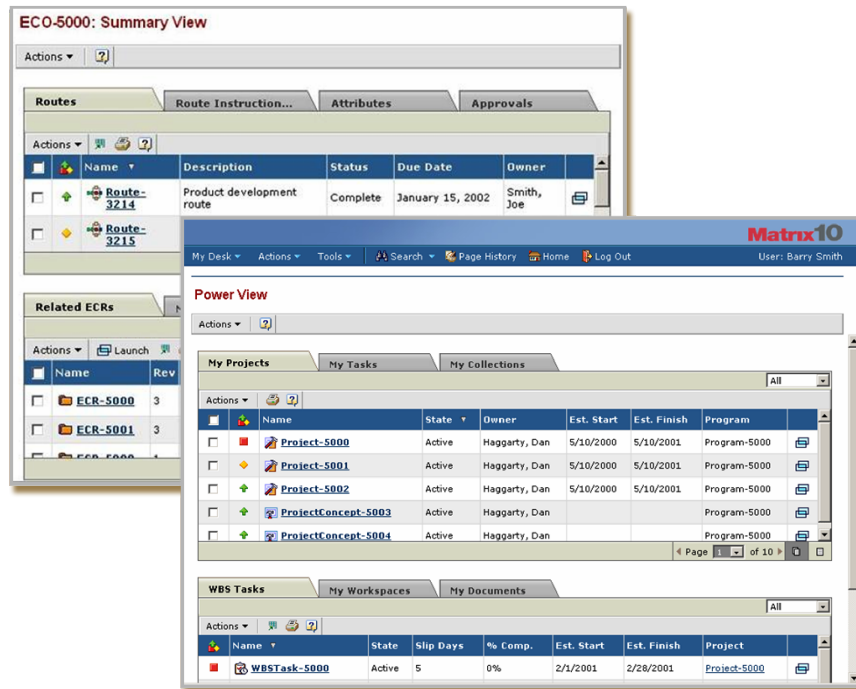 ECO-5000: Summary View
Actions
Routes Route Instruction... Attributes Approvals
Actions
Name Description Status Due Date Owner
Route-3214 Product development route Complete January 15, 2002 Smith, Joe
Route-3215
Related ECRs
Actions Launch
Name Rev
ECR-5000 3
ECR-5001 3
Matrix10
My Desk Actions Tools Search Page History Home Log Out User: Barry Smith
Power View
Actions
My Projects My Tasks My Collections
All
Actions
Name State Owner Est. Start Est. Finish Program
Project-5000 Active Haggarty, Dan 5/10/2000 5/10/2001 Program-5000
Project-5001 Active Haggarty, Dan 5/10/2000 5/10/2001 Program-5000
Project-5002 Active Haggarty, Dan 5/10/2000 5/10/2001 Program-5000
ProjectConcept-5003 Active Haggarty, Dan Program-5000
ProjectConcept-5004 Active Haggarty, Dan Program-5000
Page 1 of 10
WBS Tasks My Workspaces My Documents
All
Actions
Name State Slip Days % Comp. Est. Start Est. Finish Project
WBSTask-5000 Active 5 0% 2/1/2001 2/28/2001 Project-5000